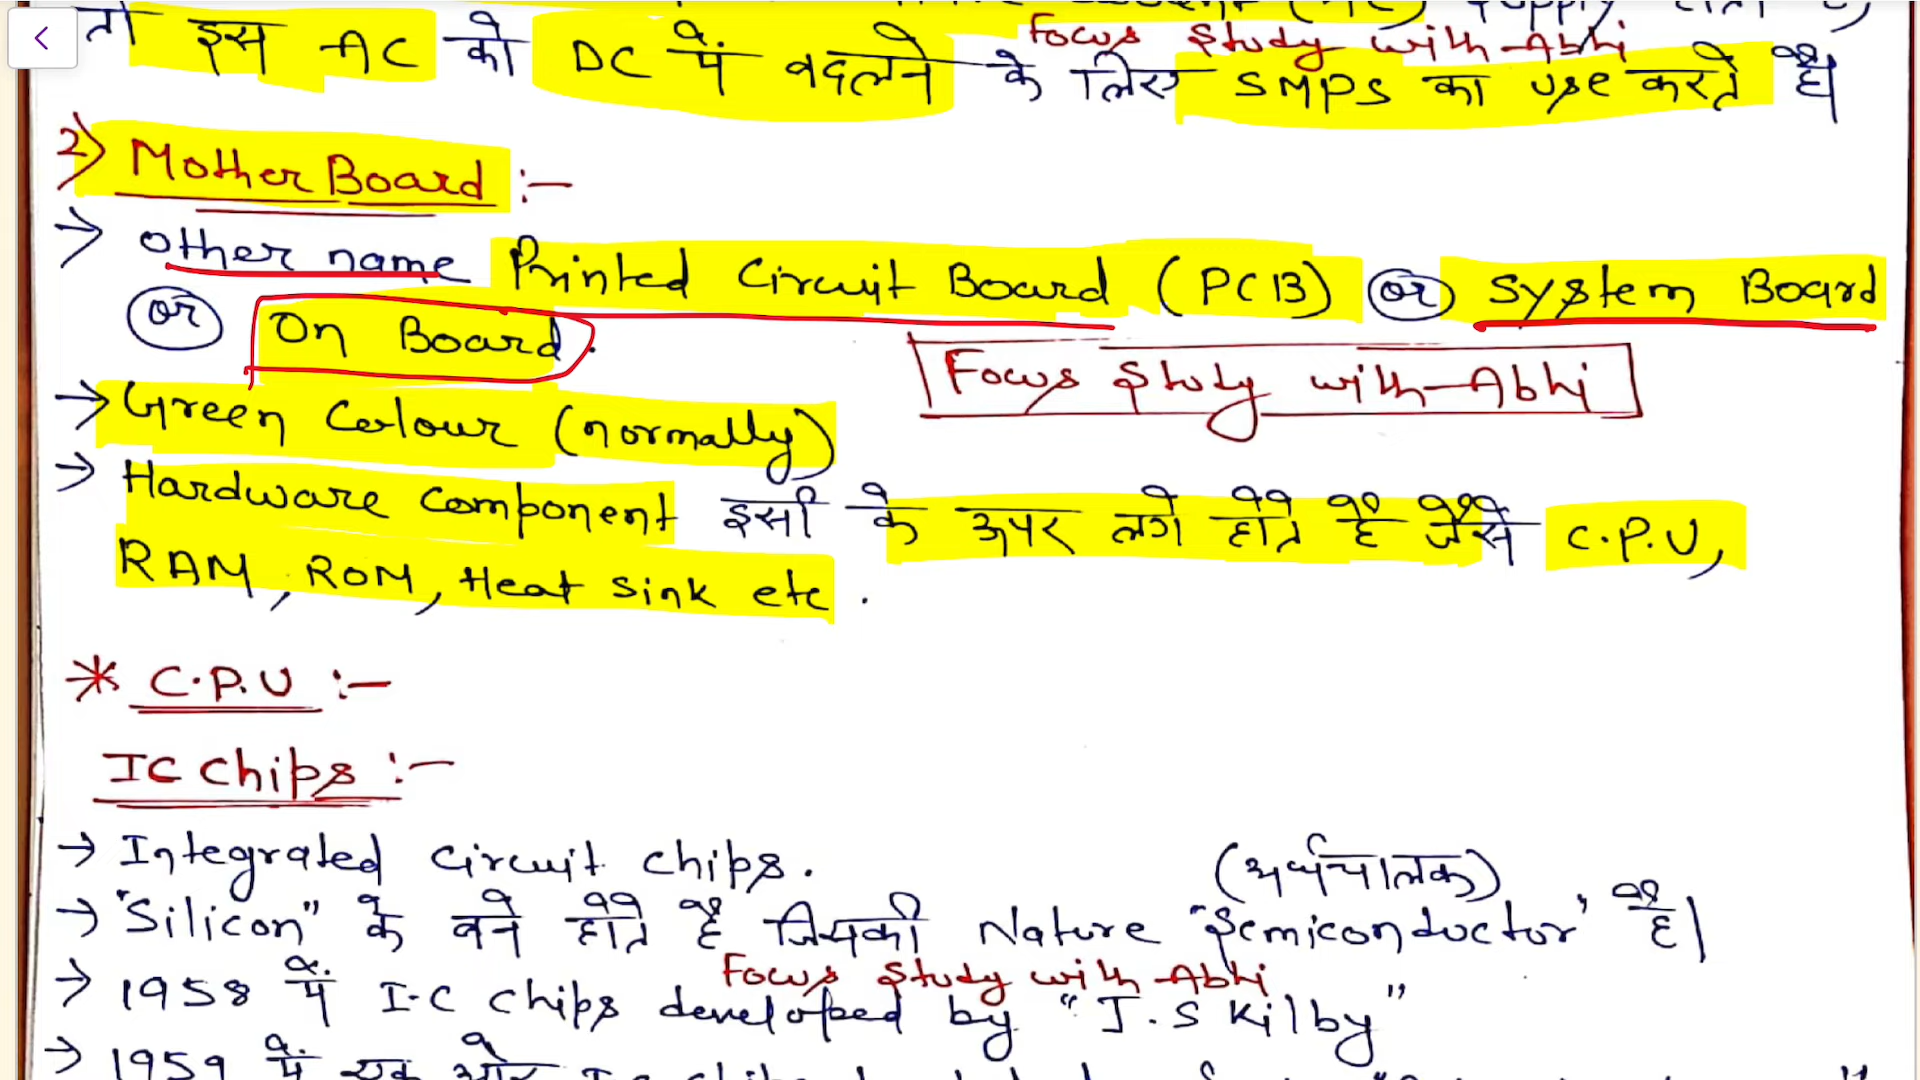 तो इस AC को DC में बदलने के लिए SMPS का use करते हैं।
Focus Study with Abhi
2) Mother Board :-
→ Other name Printed Circuit Board (PCB) or System Board
or On Board.
Focus Study with Abhi
→ Green Colour (normally)
→ Hardware component इसी के ऊपर लगे होते हैं जैसे C.P.U,
RAM, ROM, Heat Sink etc.
* C.P.U :-
IC Chips :-
→ Integrated circuit chips.
(अर्धचालक)
→ "Silicon" के बने होते हैं जिसकी Nature "Semiconductor" है।
Focus Study with Abhi
→ 1958 में I.C chips developed by "J.S Kilby"
→ 1959 में एक और